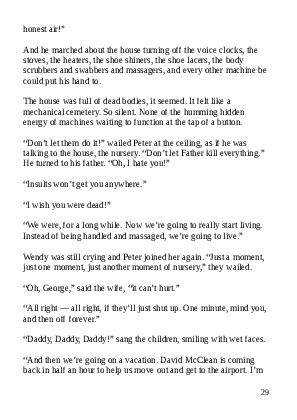 honest air!”
And he marched about the house turning off the voice clocks, the
stoves, the heaters, the shoe shiners, the shoe lacers, the body
scrubbers and swabbers and massagers, and every other machine be
could put his hand to.
The house was full of dead bodies, it seemed. It felt like a
mechanical cemetery. So silent. None of the humming hidden
energy of machines waiting to function at the tap of a button.
“Don’t let them do it!” wailed Peter at the ceiling, as if he was
talking to the house, the nursery. “Don’t let Father kill everything.”
He turned to his father. “Oh, I hate you!”
“Insults won’t get you anywhere.”
“I wish you were dead!”
“We were, for a long while. Now we’re going to really start living.
Instead of being handled and massaged, we’re going to live.”
Wendy was still crying and Peter joined her again. “Just a moment,
just one moment, just another moment of nursery,” they wailed.
“Oh, George,” said the wife, “it can’t hurt.”
“All right — all right, if they’ll just shut up. One minute, mind you,
and then off forever.”
“Daddy, Daddy, Daddy!” sang the children, smiling with wet faces.
“And then we’re going on a vacation. David McClean is coming
back in half an hour to help us move out and get to the airport. I’m
29